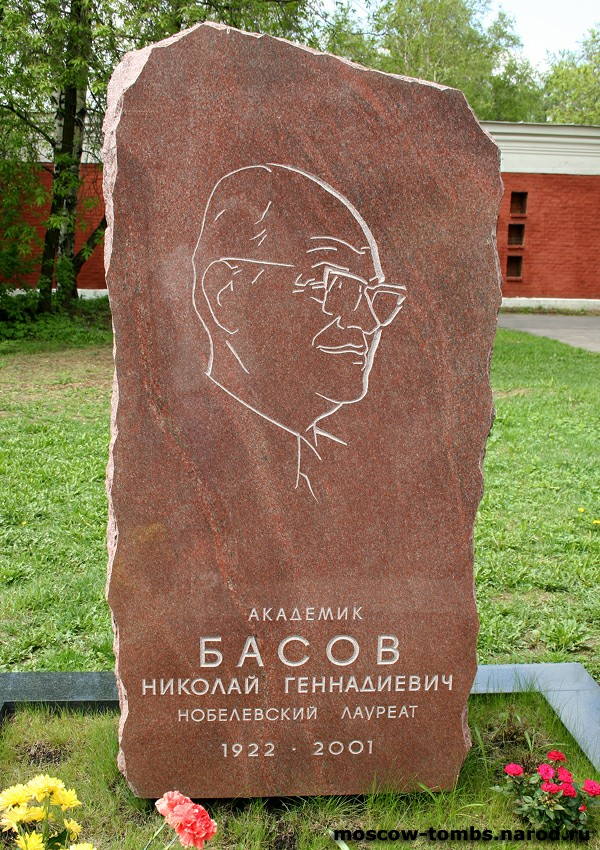 АКАДЕМИК
БАСОВ
НИКОЛАЙ ГЕННАДИЕВИЧ
НОБЕЛЕВСКИЙ ЛАУРЕАТ
1922 · 2001
moscow-tombs.narod.ru